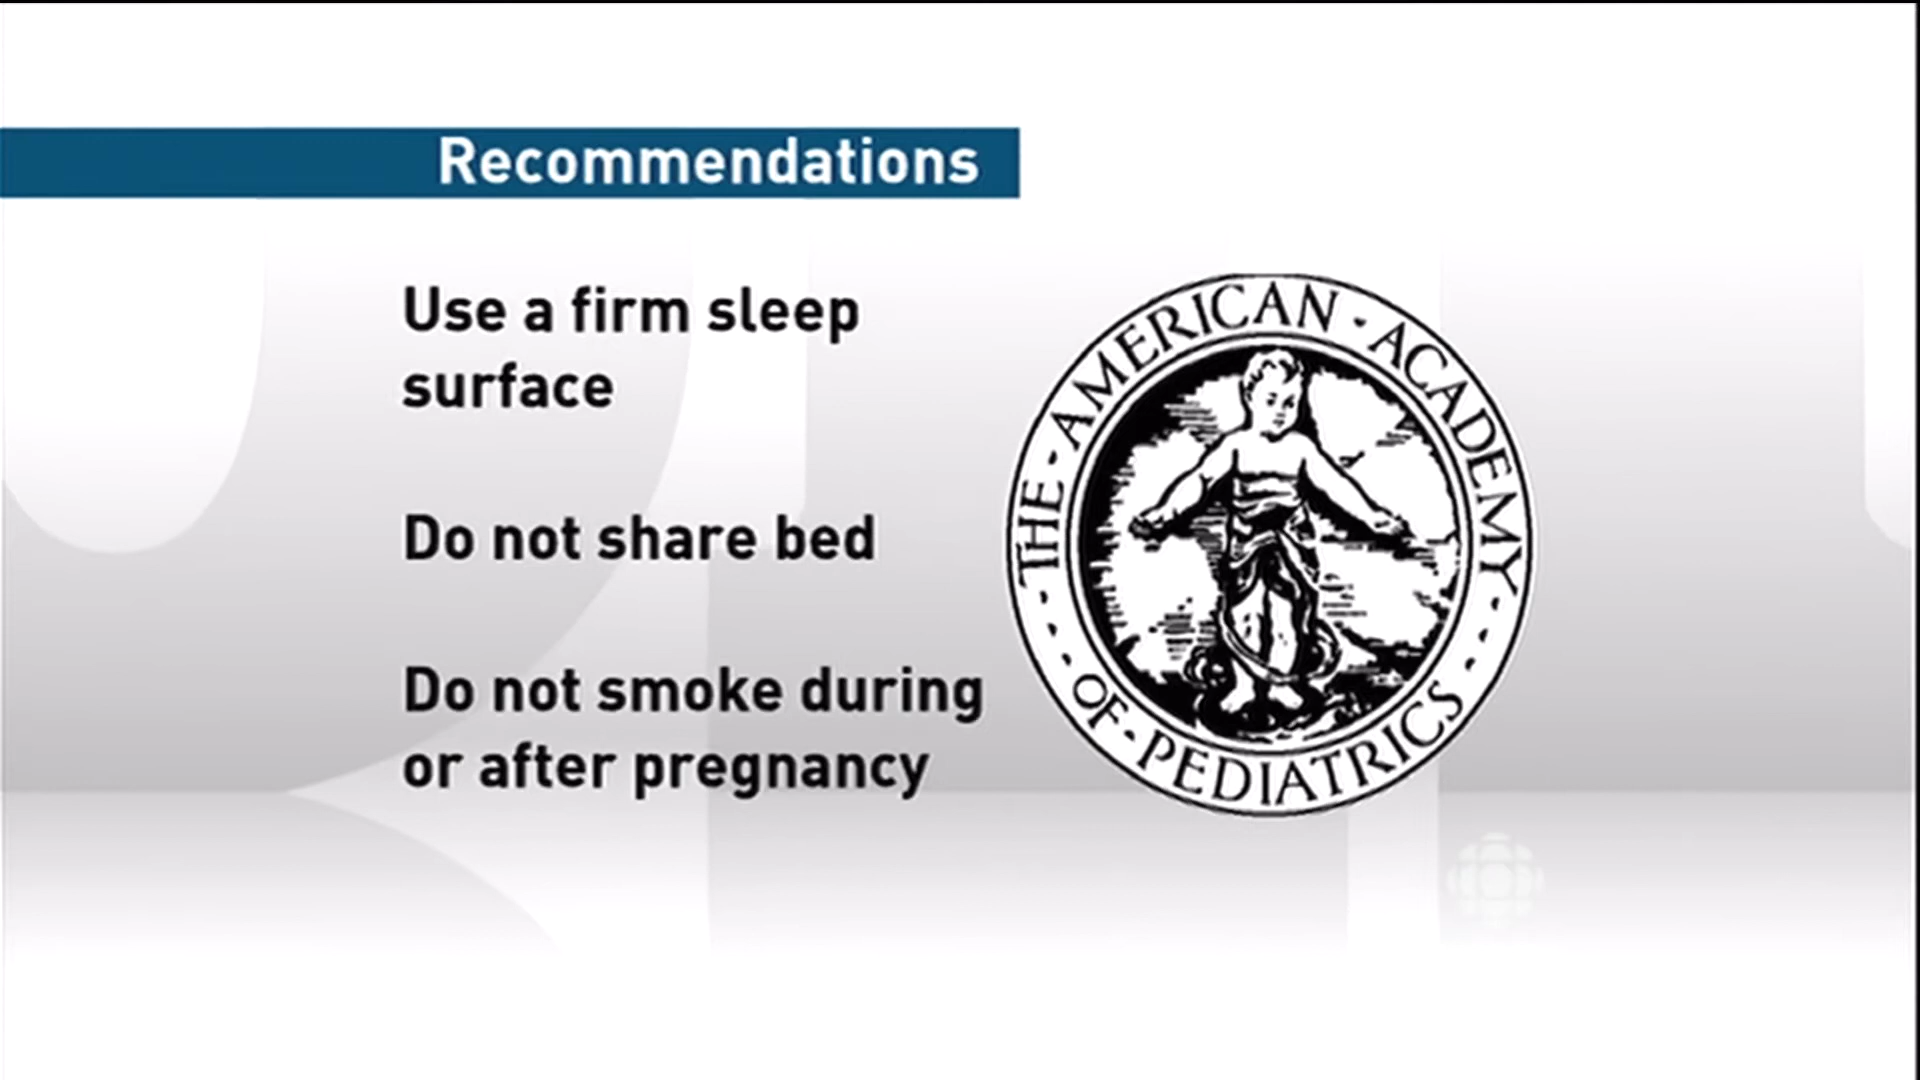 Recommendations
Use a firm sleep
surface
Do not share bed
Do not smoke during
or after pregnancy
THE · AMERICAN · ACADEMY
· OF · PEDIATRICS ·